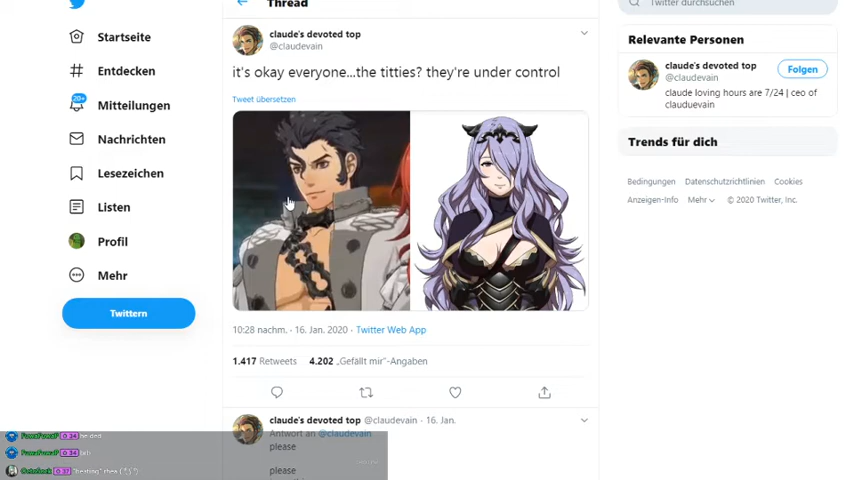 Thread
Twitter durchsuchen
Startseite
Entdecken
20+
Mitteilungen
Nachrichten
Lesezeichen
Listen
Profil
Mehr
Twittern
claude's devoted top
@claudevain
it's okay everyone...the titties? they're under control
Tweet übersetzen
10:28 nachm. · 16. Jan. 2020 · Twitter Web App
1.417 Retweets 4.202 „Gefällt mir“-Angaben
claude's devoted top @claudevain · 16. Jan.
Antwort an @claudevain
please
please
Relevante Personen
claude's devoted top
@claudevain
Folgen
claude loving hours are 7/24 | ceo of
claduevain
Trends für dich
Bedingungen Datenschutzrichtlinien Cookies
Anzeigen-Info Mehr © 2020 Twitter, Inc.